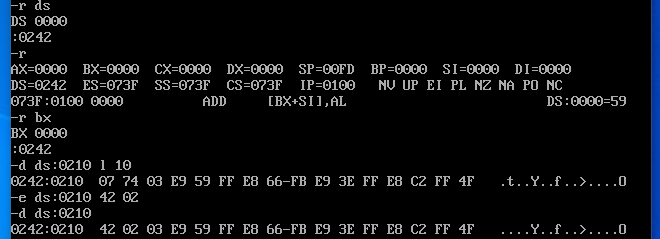 -r ds
DS 0000
:0242
-r
AX=0000  BX=0000  CX=0000  DX=0000  SP=00FD  BP=0000  SI=0000  DI=0000
DS=0242  ES=073F  SS=073F  CS=073F  IP=0100   NV UP EI PL NZ NA PO NC
073F:0100 0000          ADD     [BX+SI],AL                         DS:0000=59
-r bx
BX 0000
:0242
-d ds:0210 l 10
0242:0210  07 74 03 E9 59 FF E8 66-FB E9 3E FF E8 C2 FF 4F   .t..Y..f..>....O
-e ds:0210 42 02
-d ds:0210
0242:0210  42 02 03 E9 59 FF E8 66-FB E9 3E FF E8 C2 FF 4F   B...Y..f..>....O